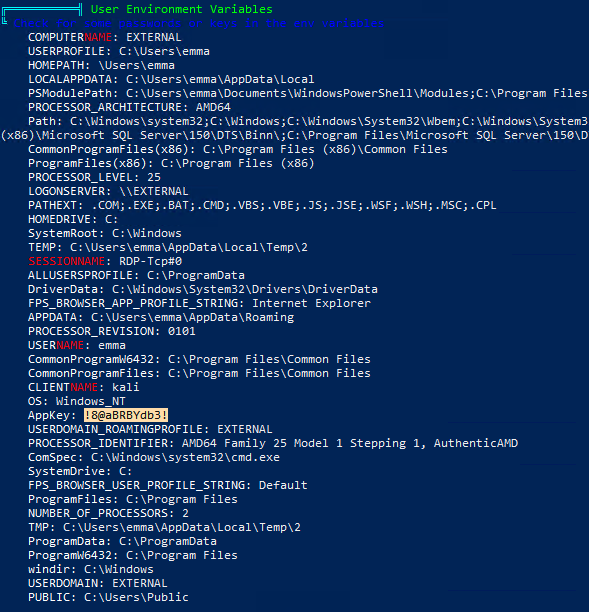 User Environment Variables
Check for some passwords or keys in the env variables
COMPUTERNAME: EXTERNAL
USERPROFILE: C:\Users\emma
HOMEPATH: \Users\emma
LOCALAPPDATA: C:\Users\emma\AppData\Local
PSModulePath: C:\Users\emma\Documents\WindowsPowerShell\Modules;C:\Program Files
PROCESSOR_ARCHITECTURE: AMD64
Path: C:\Windows\system32;C:\Windows;C:\Windows\System32\Wbem;C:\Windows\System3
(x86)\Microsoft SQL Server\150\DTS\Binn\;C:\Program Files\Microsoft SQL Server\150\D
CommonProgramFiles(x86): C:\Program Files (x86)\Common Files
ProgramFiles(x86): C:\Program Files (x86)
PROCESSOR_LEVEL: 25
LOGONSERVER: \\EXTERNAL
PATHEXT: .COM;.EXE;.BAT;.CMD;.VBS;.VBE;.JS;.JSE;.WSF;.WSH;.MSC;.CPL
HOMEDRIVE: C:
SystemRoot: C:\Windows
TEMP: C:\Users\emma\AppData\Local\Temp\2
SESSIONNAME: RDP-Tcp#0
ALLUSERSPROFILE: C:\ProgramData
DriverData: C:\Windows\System32\Drivers\DriverData
FPS_BROWSER_APP_PROFILE_STRING: Internet Explorer
APPDATA: C:\Users\emma\AppData\Roaming
PROCESSOR_REVISION: 0101
USERNAME: emma
CommonProgramW6432: C:\Program Files\Common Files
CommonProgramFiles: C:\Program Files\Common Files
CLIENTNAME: kali
OS: Windows_NT
AppKey: !8@aBRBYdb3!
USERDOMAIN_ROAMINGPROFILE: EXTERNAL
PROCESSOR_IDENTIFIER: AMD64 Family 25 Model 1 Stepping 1, AuthenticAMD
ComSpec: C:\Windows\system32\cmd.exe
SystemDrive: C:
FPS_BROWSER_USER_PROFILE_STRING: Default
ProgramFiles: C:\Program Files
NUMBER_OF_PROCESSORS: 2
TMP: C:\Users\emma\AppData\Local\Temp\2
ProgramData: C:\ProgramData
ProgramW6432: C:\Program Files
windir: C:\Windows
USERDOMAIN: EXTERNAL
PUBLIC: C:\Users\Public